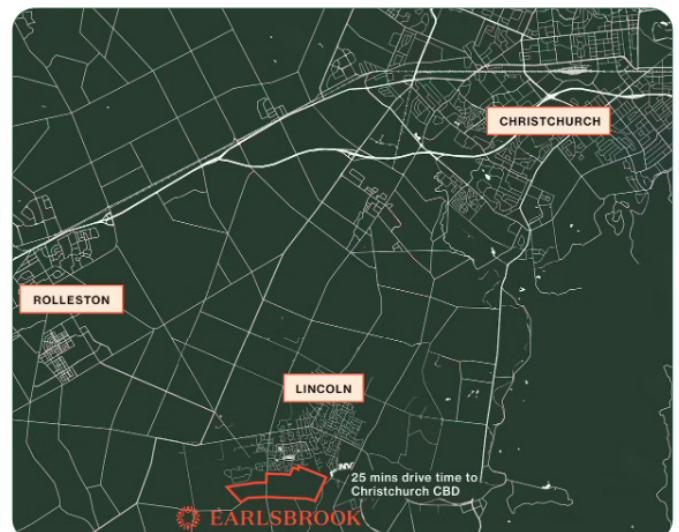 CHRISTCHURCH
ROLLESTON
LINCOLN
25 mins drive time to
Christchurch CBD
EARLSBROOK